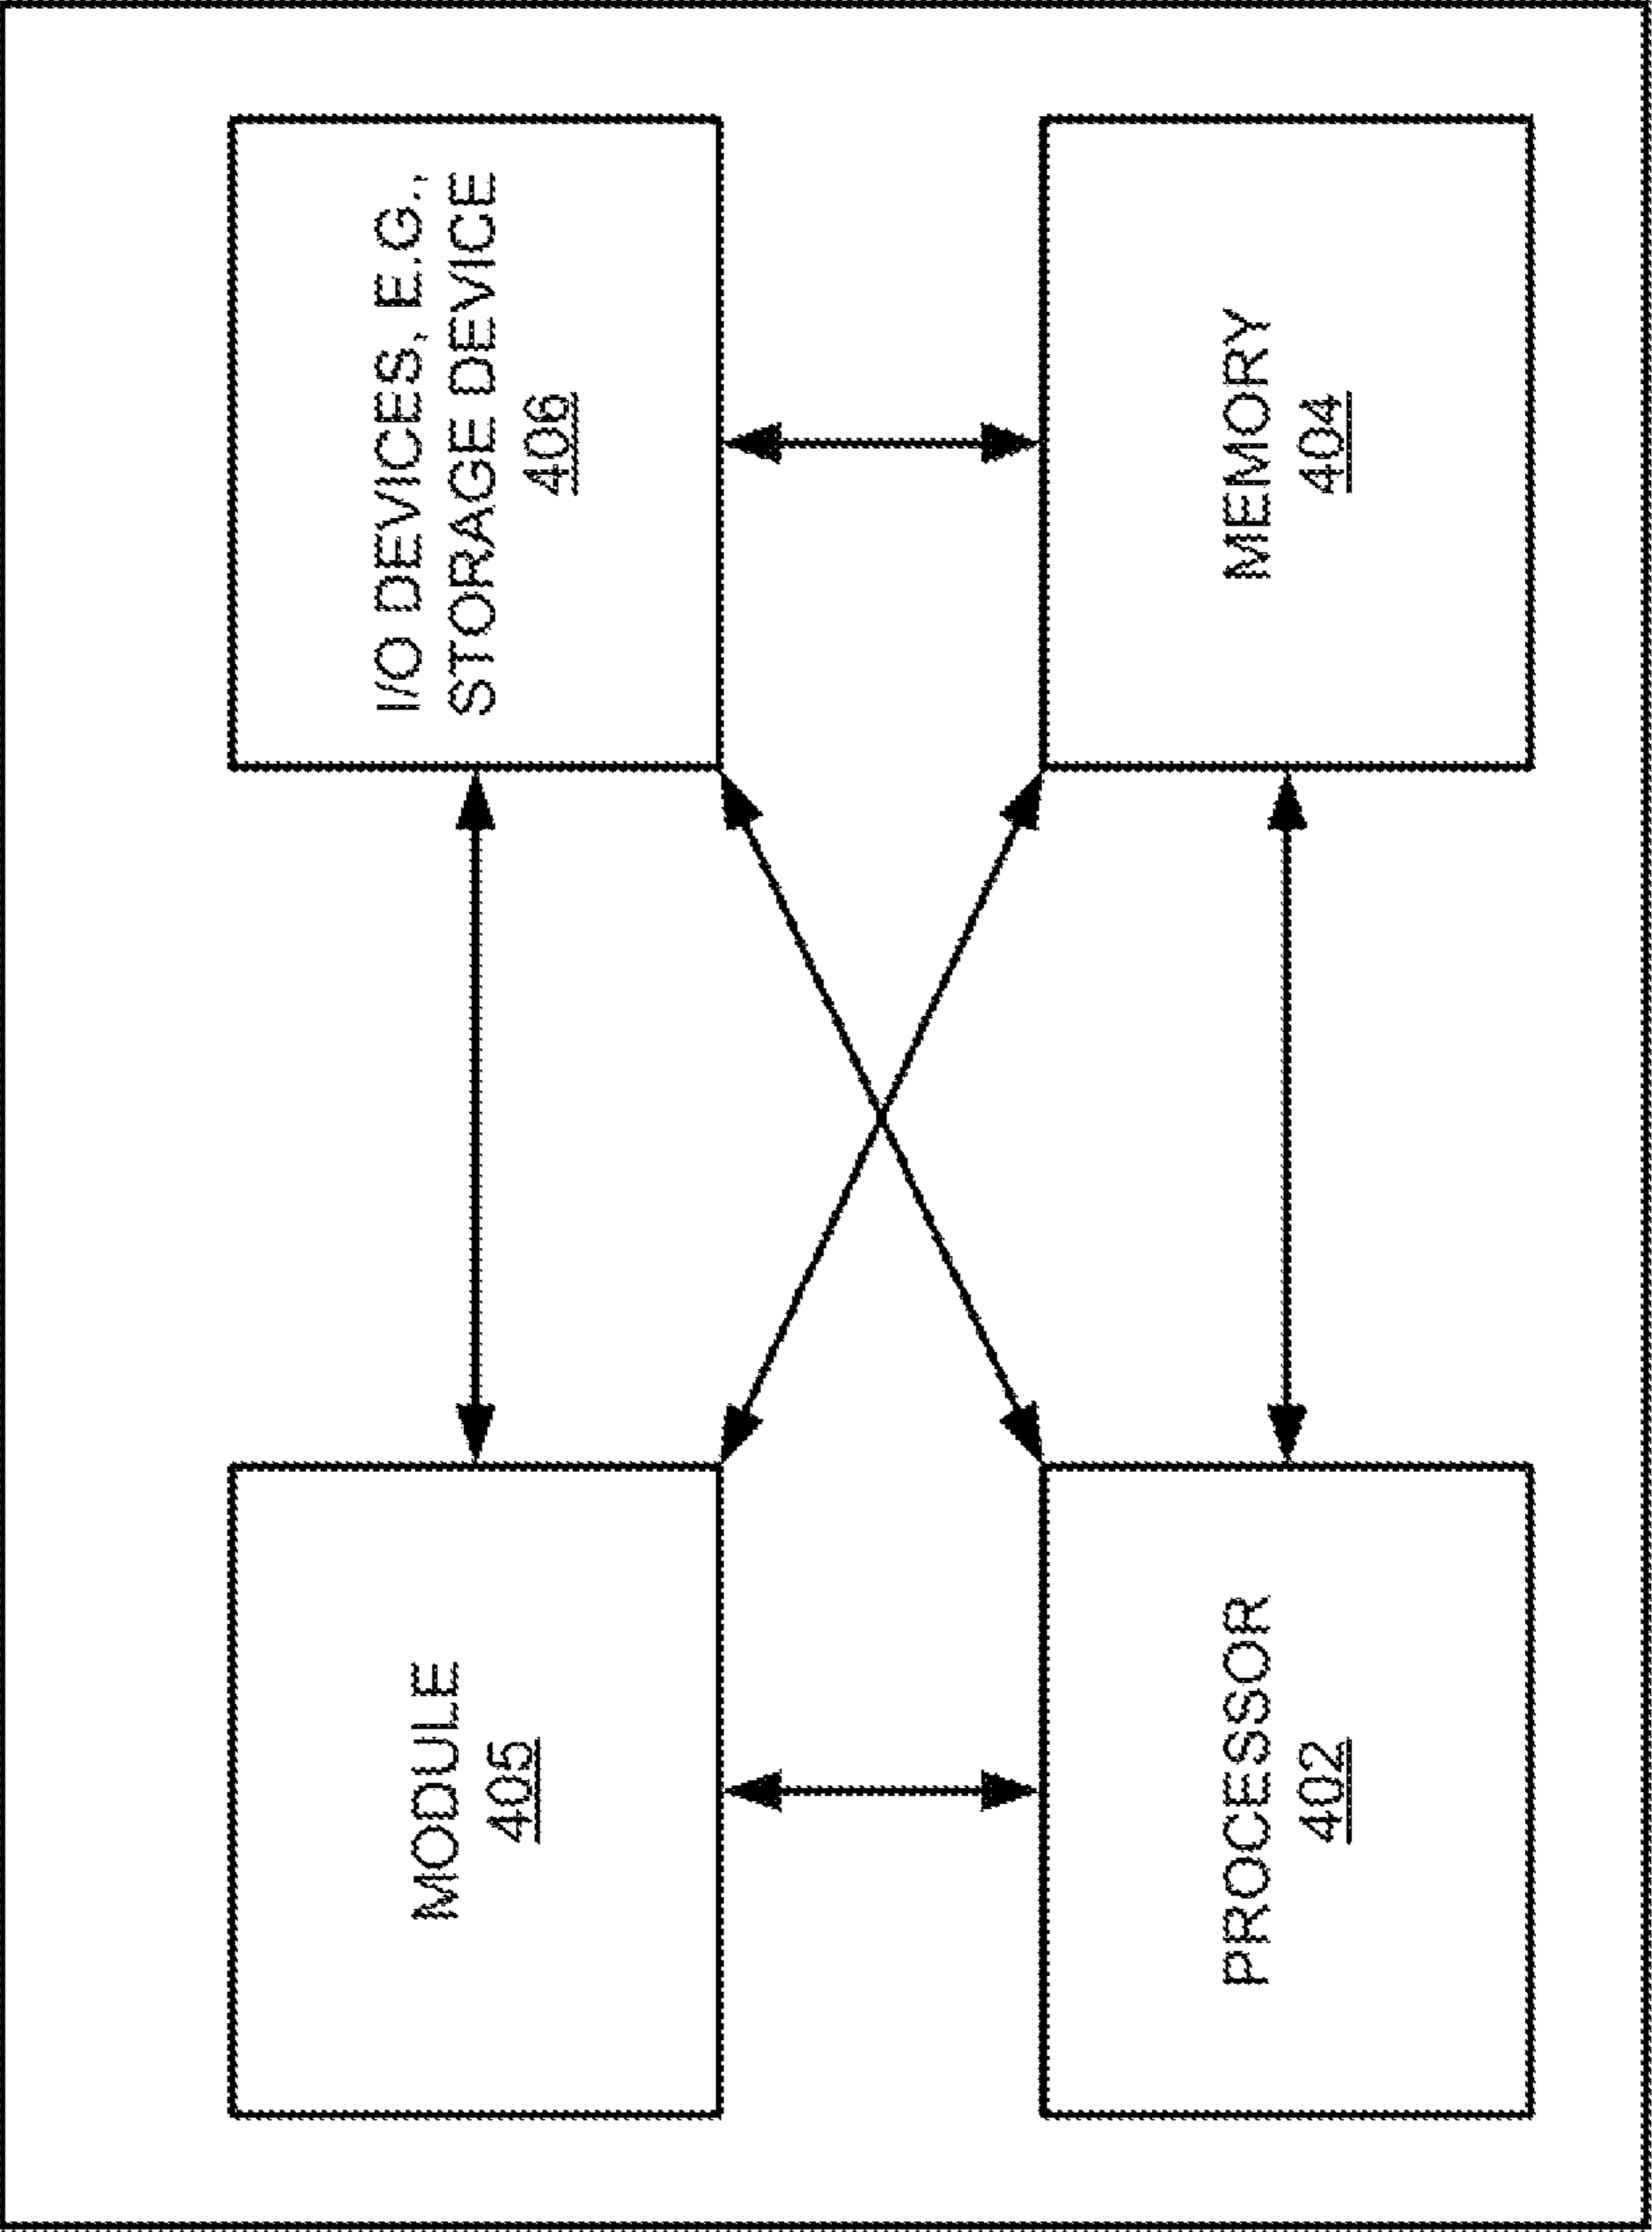 MODULE
405
I/O DEVICES, E.G.,
STORAGE DEVICE
406
PROCESSOR
402
MEMORY
404